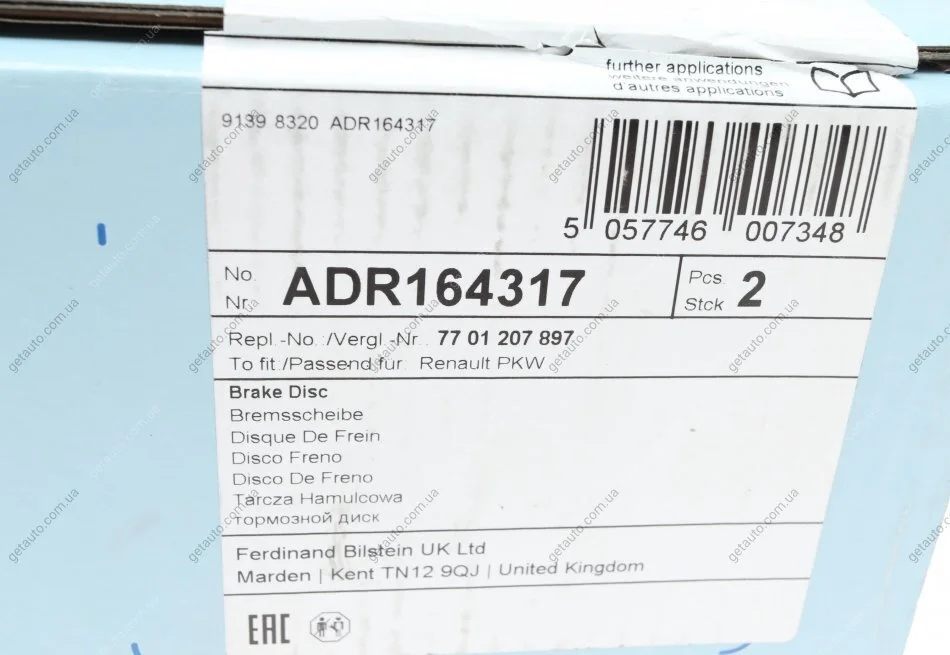 further applications
weitere anwendungen
d'autres applications
9139 8320 ADR164317
5 057746 007348
No. Nr. ADR164317
Pcs. Stck 2
Repl.-No./Vergl.-Nr. 77 01 207 897
To fit/Passend für: Renault PKW
Brake Disc
Bremsscheibe
Disque De Frein
Disco Freno
Disco De Freno
Tarcza Hamulcowa
тормозной диск
Ferdinand Bilstein UK Ltd
Marden | Kent TN12 9QJ | United Kingdom
EAC
getauto.com.ua